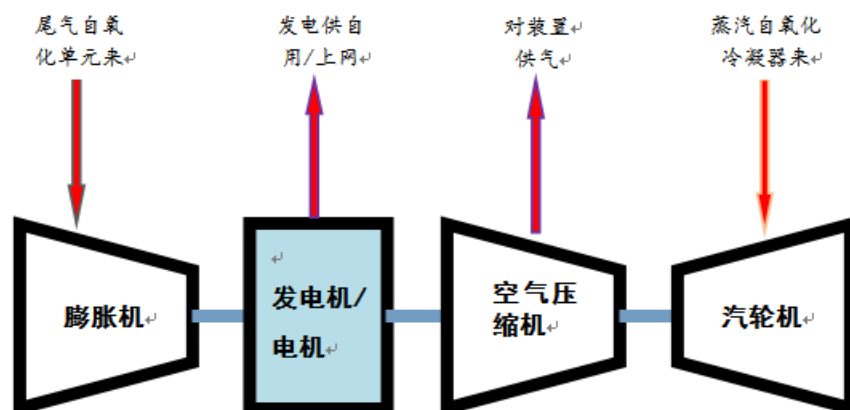 尾气自氧
化单元来
发电供自
用/上网
对装置
供气
蒸汽自氧化
冷凝器来
膨胀机
发电机/
电机
空气压
缩机
汽轮机